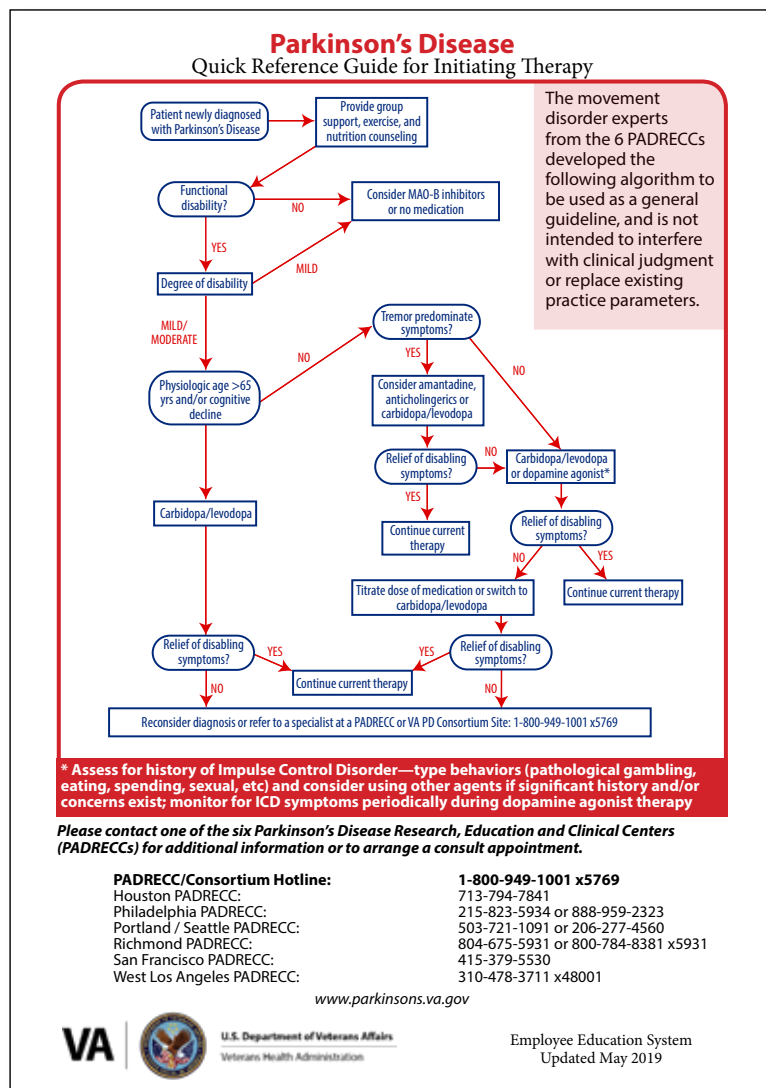 Parkinson's Disease
Quick Reference Guide for Initiating Therapy
Patient newly diagnosed
with Parkinson's Disease
Provide group
support, exercise, and
nutrition counseling
The movement
disorder experts
from the 6 PADRECCs
developed the
following algorithm to
be used as a general
guideline, and is not
intended to interfere
with clinical judgment
or replace existing
practice parameters.
Functional
disability?
NO
Consider MAO-B inhibitors
or no medication
YES
MILD
Degree of disability
MILD/
MODERATE
NO
Tremor predominate
symptoms?
YES
NO
Physiologic age >65
yrs and/or cognitive
decline
Consider amantadine,
anticholingerics or
carbidopa/levodopa
Relief of disabling
symptoms?
NO
Carbidopa/levodopa
or dopamine agonist*
YES
Carbidopa/levodopa
Continue current
therapy
Relief of disabling
symptoms?
NO
YES
Titrate dose of medication or switch to
carbidopa/levodopa
Continue current therapy
Relief of disabling
symptoms?
YES
Continue current therapy
YES
Relief of disabling
symptoms?
NO
NO
Reconsider diagnosis or refer to a specialist at a PADRECC or VA PD Consortium Site: 1-800-949-1001 x5769
* Assess for history of Impulse Control Disorder—type behaviors (pathological gambling,
eating, spending, sexual, etc) and consider using other agents if significant history and/or
concerns exist; monitor for ICD symptoms periodically during dopamine agonist therapy
Please contact one of the six Parkinson's Disease Research, Education and Clinical Centers
(PADRECCs) for additional information or to arrange a consult appointment.
PADRECC/Consortium Hotline: 1-800-949-1001 x5769
Houston PADRECC: 713-794-7841
Philadelphia PADRECC: 215-823-5934 or 888-959-2323
Portland / Seattle PADRECC: 503-721-1091 or 206-277-4560
Richmond PADRECC: 804-675-5931 or 800-784-8381 x5931
San Francisco PADRECC: 415-379-5530
West Los Angeles PADRECC: 310-478-3711 x48001
www.parkinsons.va.gov
VA
U.S. Department of Veterans Affairs
Veterans Health Administration
Employee Education System
Updated May 2019